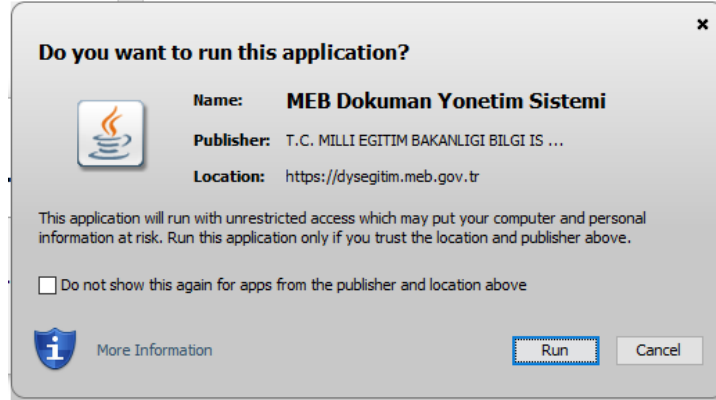 Do you want to run this application?
Name: MEB Dokuman Yonetim Sistemi
Publisher: T.C. MILLI EGITIM BAKANLIGI BILGI IS ...
Location: https://dysegitim.meb.gov.tr
This application will run with unrestricted access which may put your computer and personal
information at risk. Run this application only if you trust the location and publisher above.
Do not show this again for apps from the publisher and location above
More Information Run Cancel